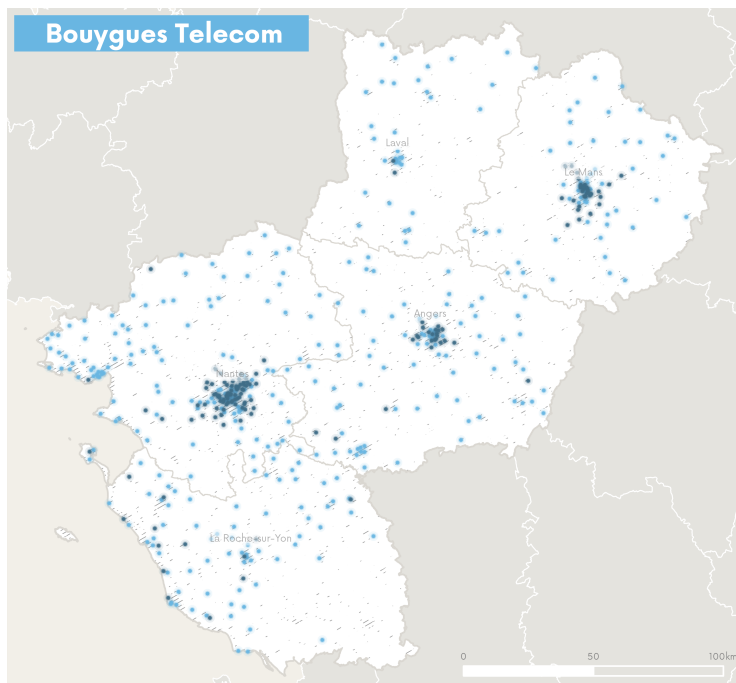 Bouygues Telecom
Laval
Le Mans
Angers
Nantes
La Roche-sur-Yon
0 50 100km